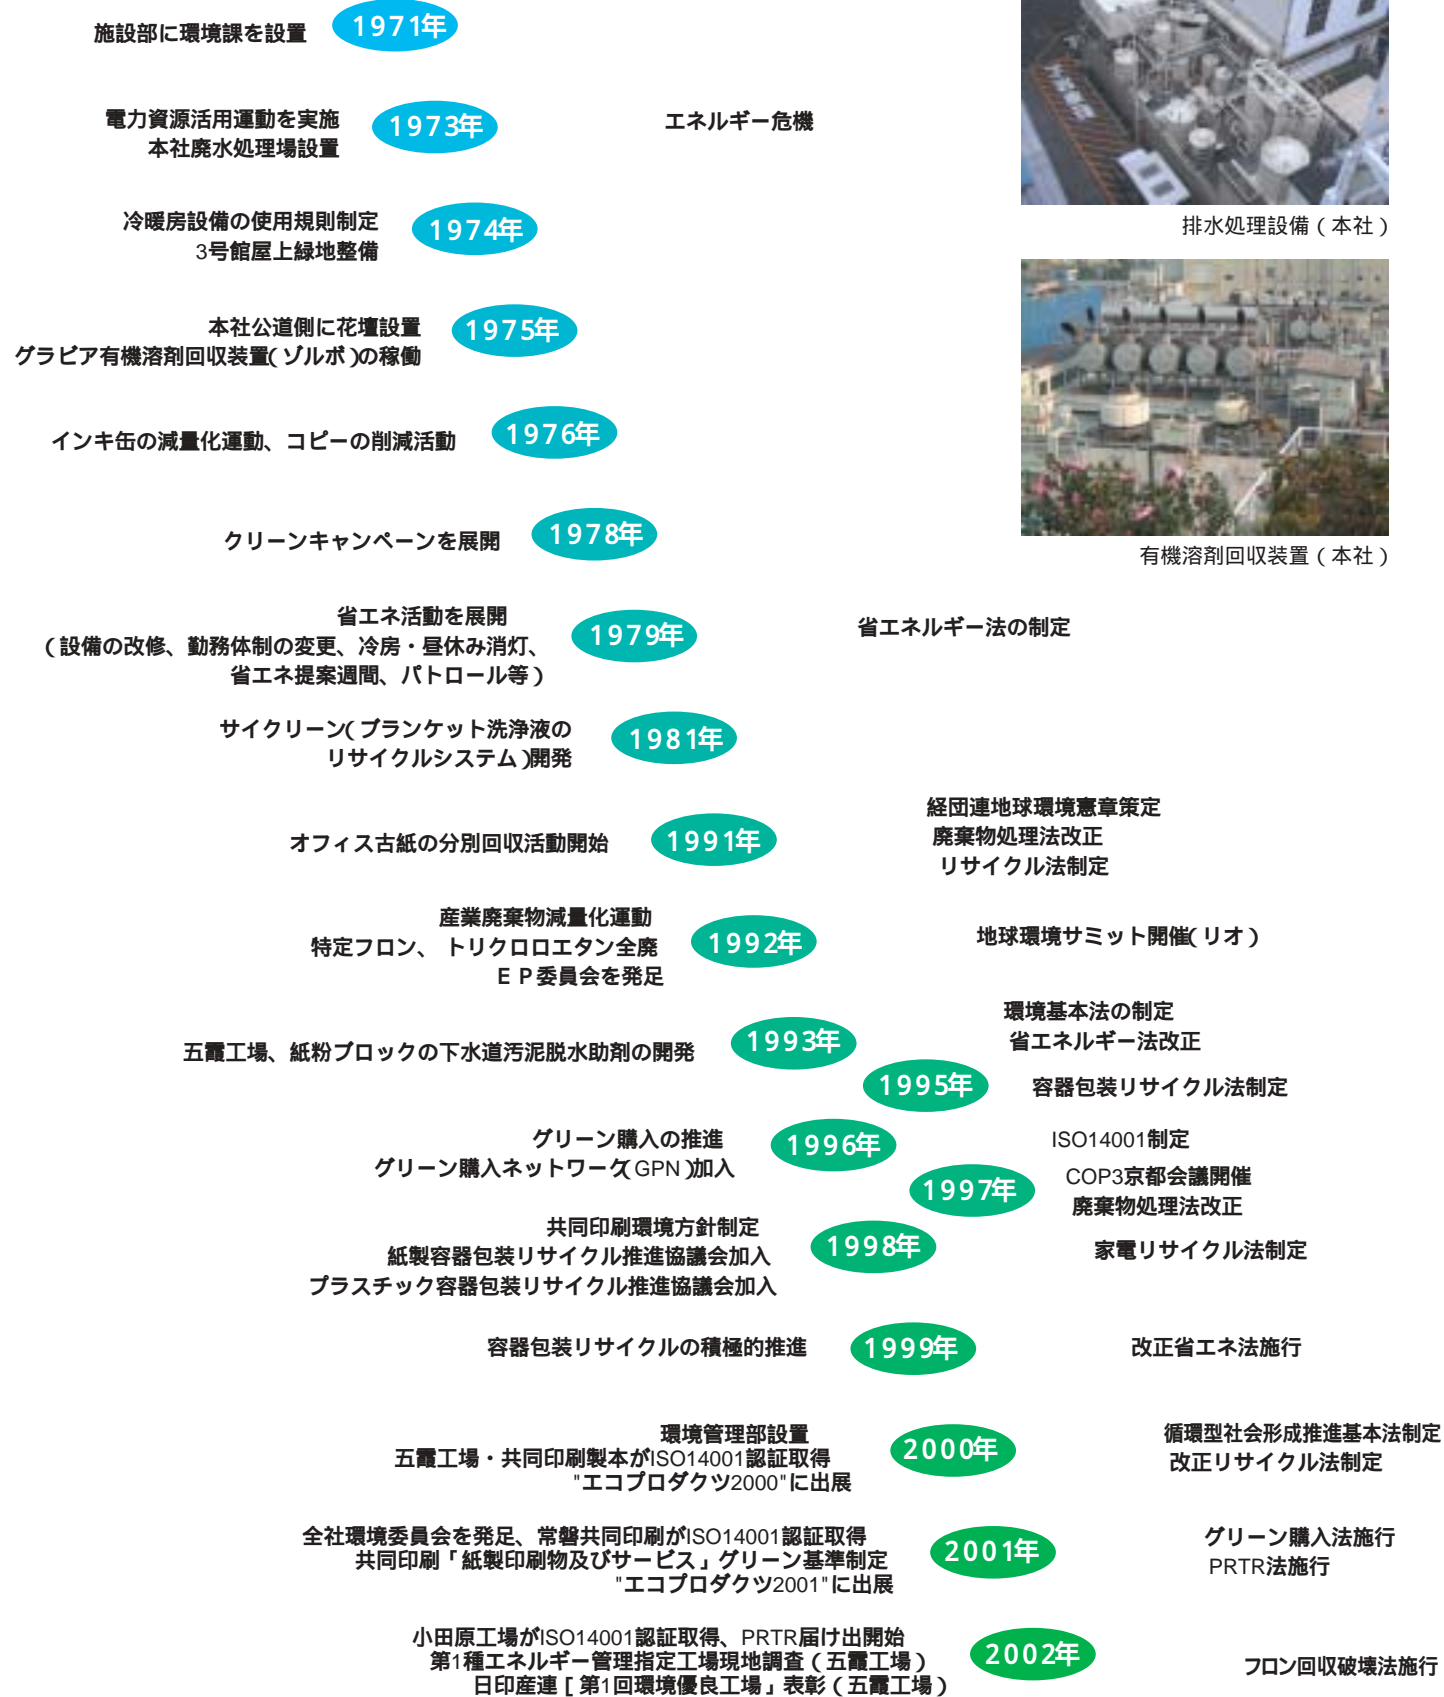 施設部に環境課を設置
1971年
電力資源活用運動を実施
本社廃水処理場設置
1973年
エネルギー危機
排水処理設備(本社)
冷暖房設備の使用規則制定
3号館屋上緑地整備
1974年
本社公道側に花壇設置
グラビア有機溶剤回収装置(ゾルボ)の稼働
1975年
インキ缶の減量化運動、コピーの削減活動
1976年
クリーンキャンペーンを展開
1978年
有機溶剤回収装置(本社)
省エネ活動を展開
(設備の改修、勤務体制の変更、冷房・昼休み消灯、
省エネ提案週間、パトロール等)
1979年
省エネルギー法の制定
サイクリーン(ブランケット洗浄液の
リサイクルシステム)開発
1981年
オフィス古紙の分別回収活動開始
1991年
経団連地球環境憲章策定
廃棄物処理法改正
リサイクル法制定
産業廃棄物減量化運動
特定フロン、トリクロロエタン全廃
EP委員会を発足
1992年
地球環境サミット開催(リオ)
五霞工場、紙粉ブロックの下水道汚泥脱水助剤の開発
1993年
環境基本法の制定
省エネルギー法改正
1995年
容器包装リサイクル法制定
グリーン購入の推進
グリーン購入ネットワーク(GPN)加入
1996年
ISO14001制定
1997年
COP3京都会議開催
廃棄物処理法改正
共同印刷環境方針制定
紙製容器包装リサイクル推進協議会加入
プラスチック容器包装リサイクル推進協議会加入
1998年
家電リサイクル法制定
容器包装リサイクルの積極的推進
1999年
改正省エネ法施行
環境管理部設置
五霞工場・共同印刷製本がISO14001認証取得
"エコプロダクツ2000"に出展
2000年
循環型社会形成推進基本法制定
改正リサイクル法制定
全社環境委員会を発足、常磐共同印刷がISO14001認証取得
共同印刷「紙製印刷物及びサービス」グリーン基準制定
"エコプロダクツ2001"に出展
2001年
グリーン購入法施行
PRTR法施行
小田原工場がISO14001認証取得、PRTR届け出開始
第1種エネルギー管理指定工場現地調査(五霞工場)
日印産連[第1回環境優良工場」表彰(五霞工場)
2002年
フロン回収破壊法施行